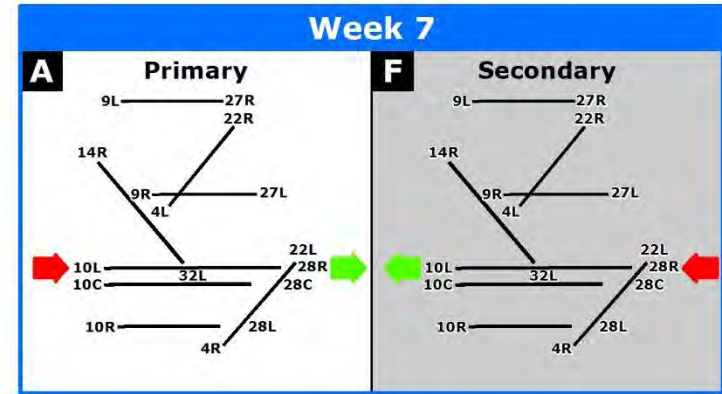 Week 7
A Primary
9L 27R
22R
14R
9R 27L
4L
22L
10L 28R
32L
10C 28C
10R 28L
4R
F Secondary
9L 27R
22R
14R
9R 27L
4L
22L
10L 28R
32L
10C 28C
10R 28L
4R